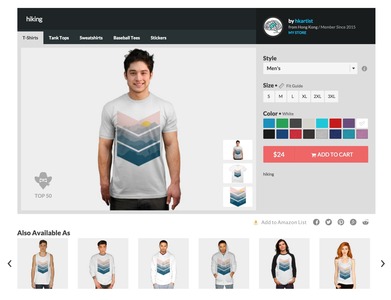 hiking
by hkartist
from Hong Kong / Member Since 2015
MY STORE
T-Shirts
Tank Tops
Sweatshirts
Baseball Tees
Stickers
Style
Men's
Size • Fit Guide
S M L XL 2XL 3XL
Color • White
$24 ADD TO CART
hiking
TOP 50
Add to Amazon List
Also Available As